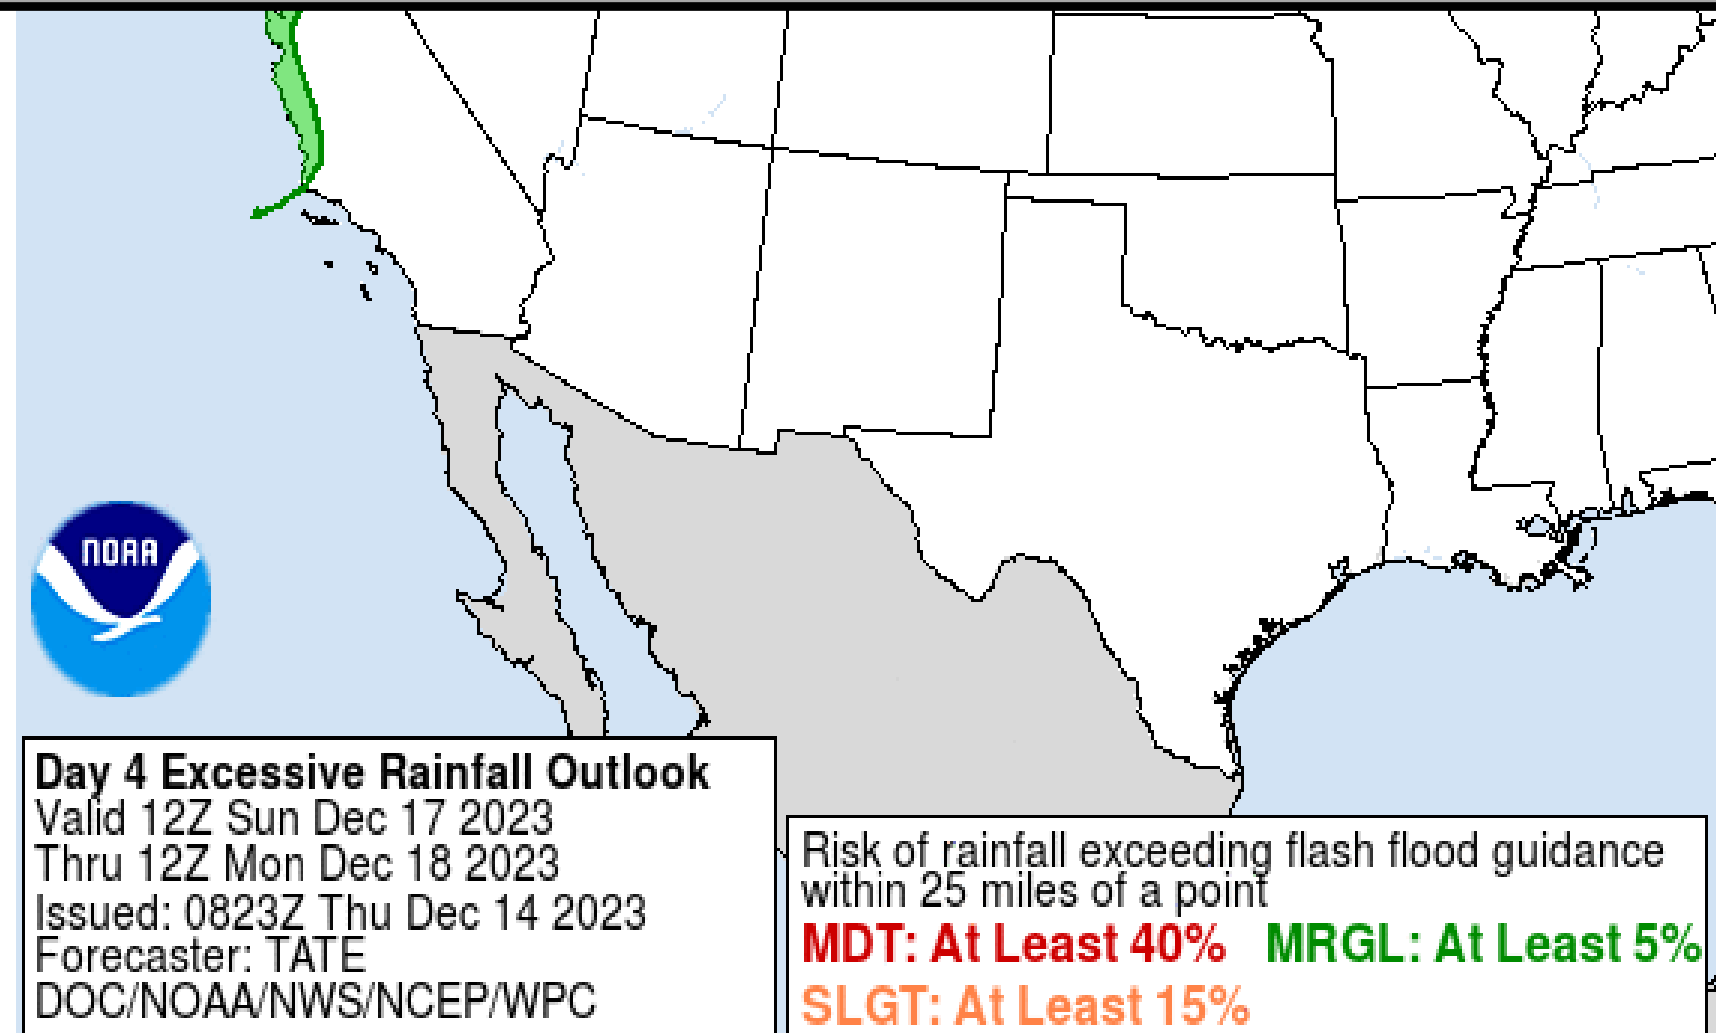 NOAA
Day 4 Excessive Rainfall Outlook
Valid 12Z Sun Dec 17 2023
Thru 12Z Mon Dec 18 2023
Issued: 0823Z Thu Dec 14 2023
Forecaster: TATE
DOC/NOAA/NWS/NCEP/WPC
Risk of rainfall exceeding flash flood guidance
within 25 miles of a point
MDT: At Least 40% MRGL: At Least 5%
SLGT: At Least 15%